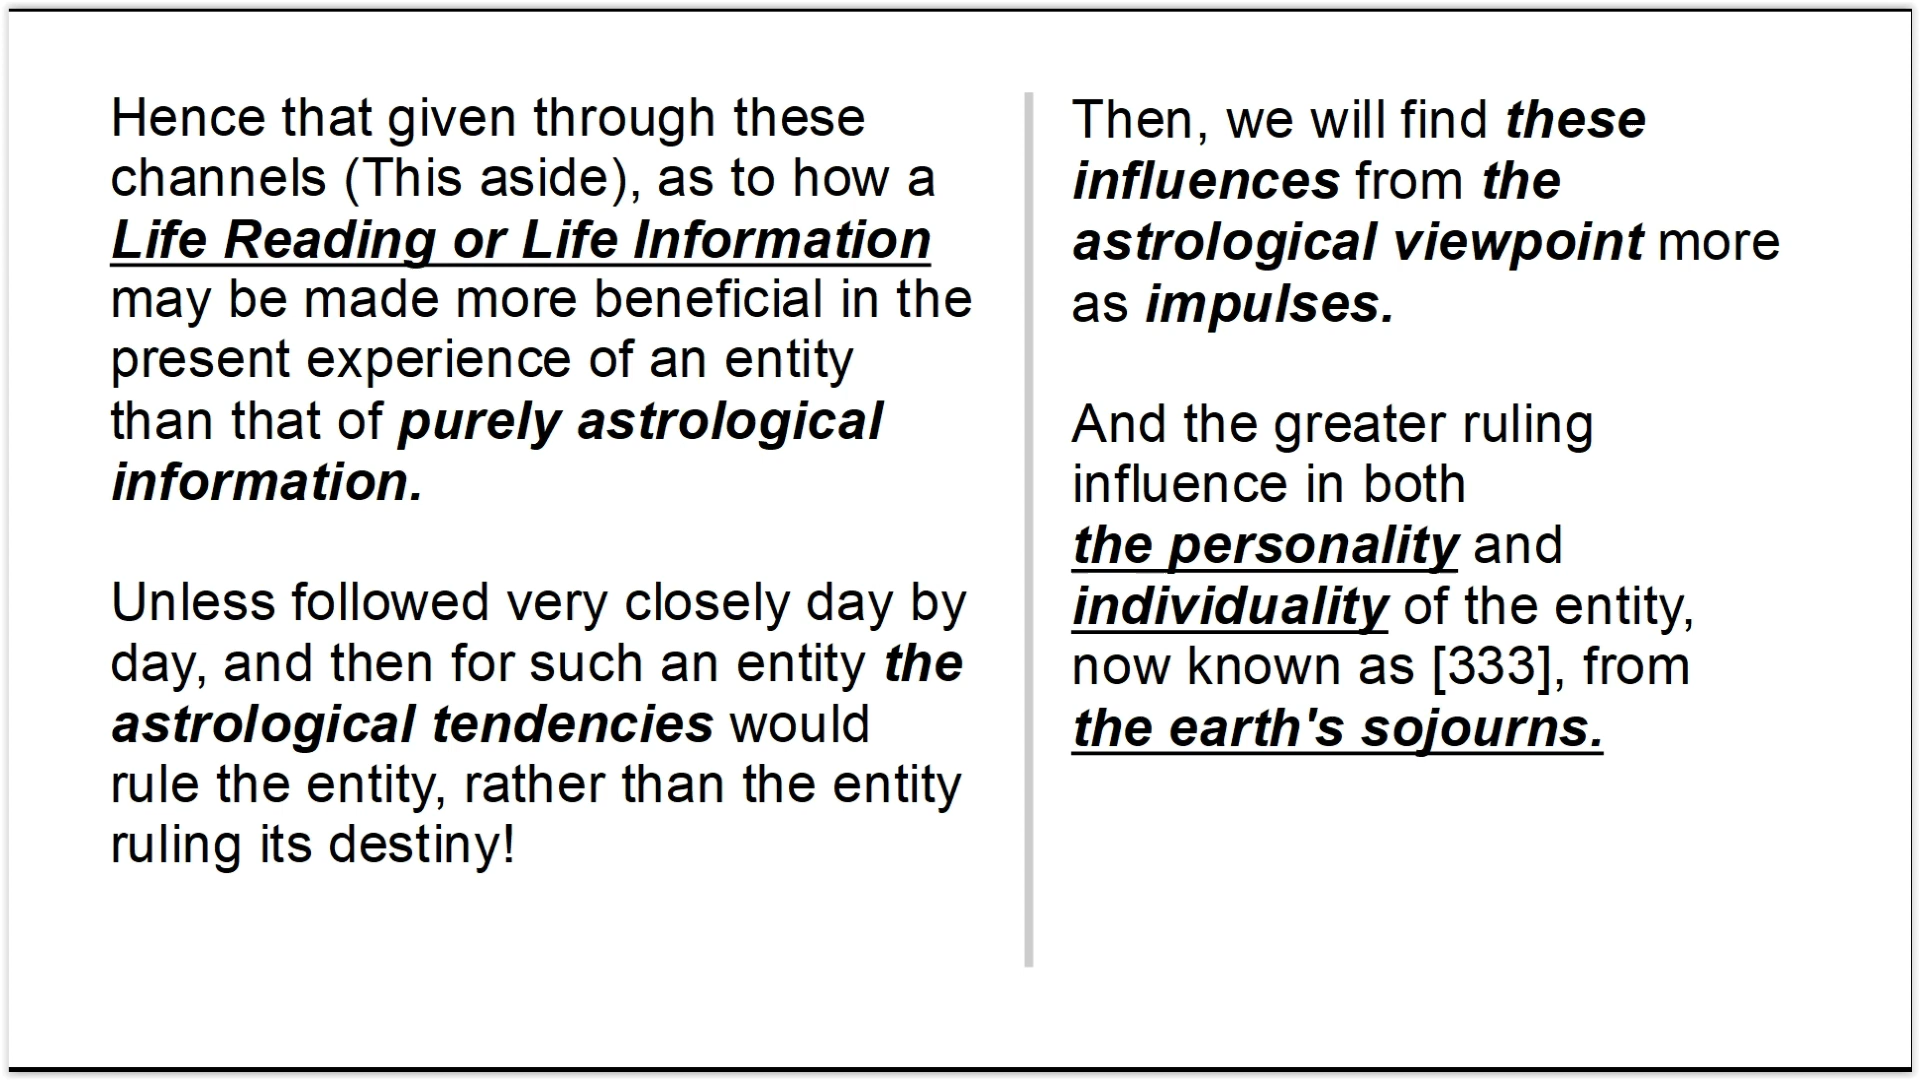 Hence that given through these
channels (This aside), as to how a
Life Reading or Life Information
may be made more beneficial in the
present experience of an entity
than that of purely astrological
information.
Unless followed very closely day by
day, and then for such an entity the
astrological tendencies would
rule the entity, rather than the entity
ruling its destiny!
Then, we will find these
influences from the
astrological viewpoint more
as impulses.
And the greater ruling
influence in both
the personality and
individuality of the entity,
now known as [333], from
the earth's sojourns.